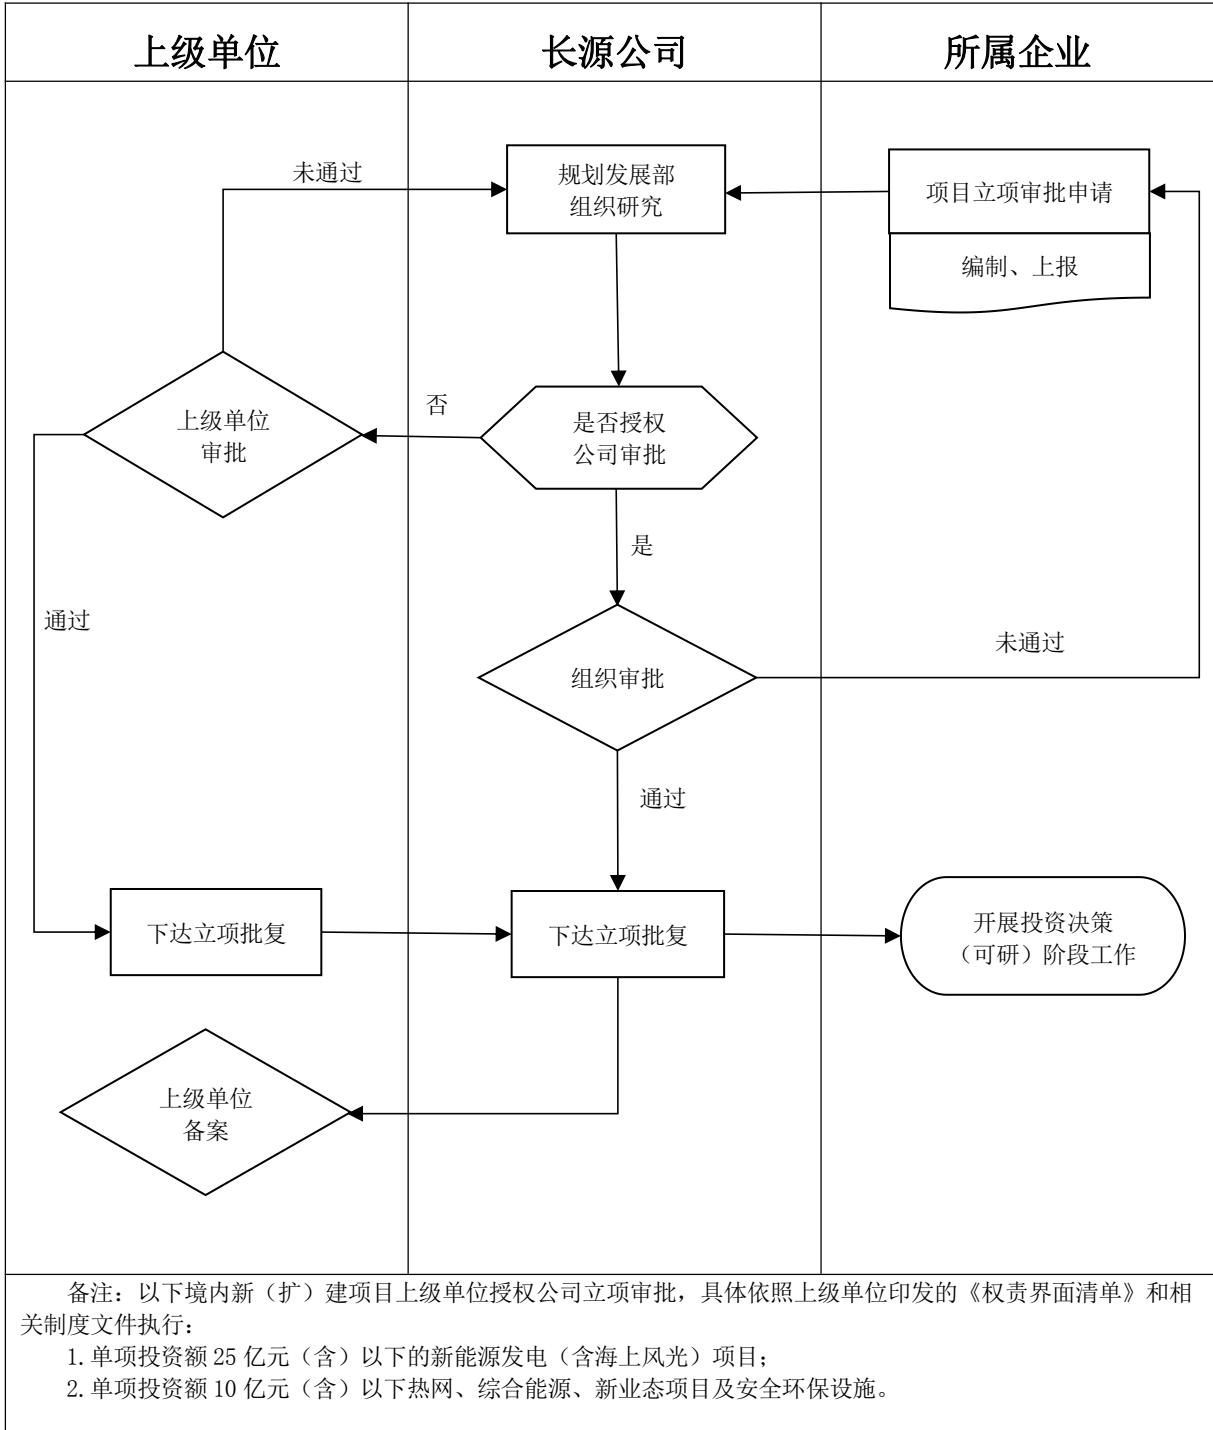 上级单位
长源公司
所属企业
未通过
规划发展部
组织研究
项目立项审批申请
编制、上报
上级单位
审批
否
是否授权
公司审批
是
通过
组织审批
未通过
通过
下达立项批复
下达立项批复
开展投资决策
（可研）阶段工作
上级单位
备案
备注：以下境内新（扩）建项目上级单位授权公司立项审批，具体依照上级单位印发的《权责界面清单》和相
关制度文件执行：
1.单项投资额 25 亿元（含）以下的新能源发电（含海上风光）项目；
2.单项投资额 10 亿元（含）以下热网、综合能源、新业态项目及安全环保设施。